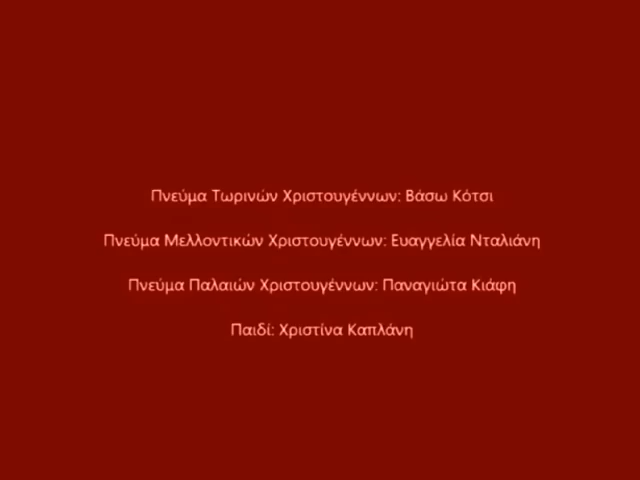 Πνεύμα Τωρινών Χριστουγέννων: Βάσω Κότσι
Πνεύμα Μελλοντικών Χριστουγέννων: Ευαγγελία Νταλιάνη
Πνεύμα Παλαιών Χριστουγέννων: Παναγιώτα Κιάφη
Παιδί: Χριστίνα Καπλάνη